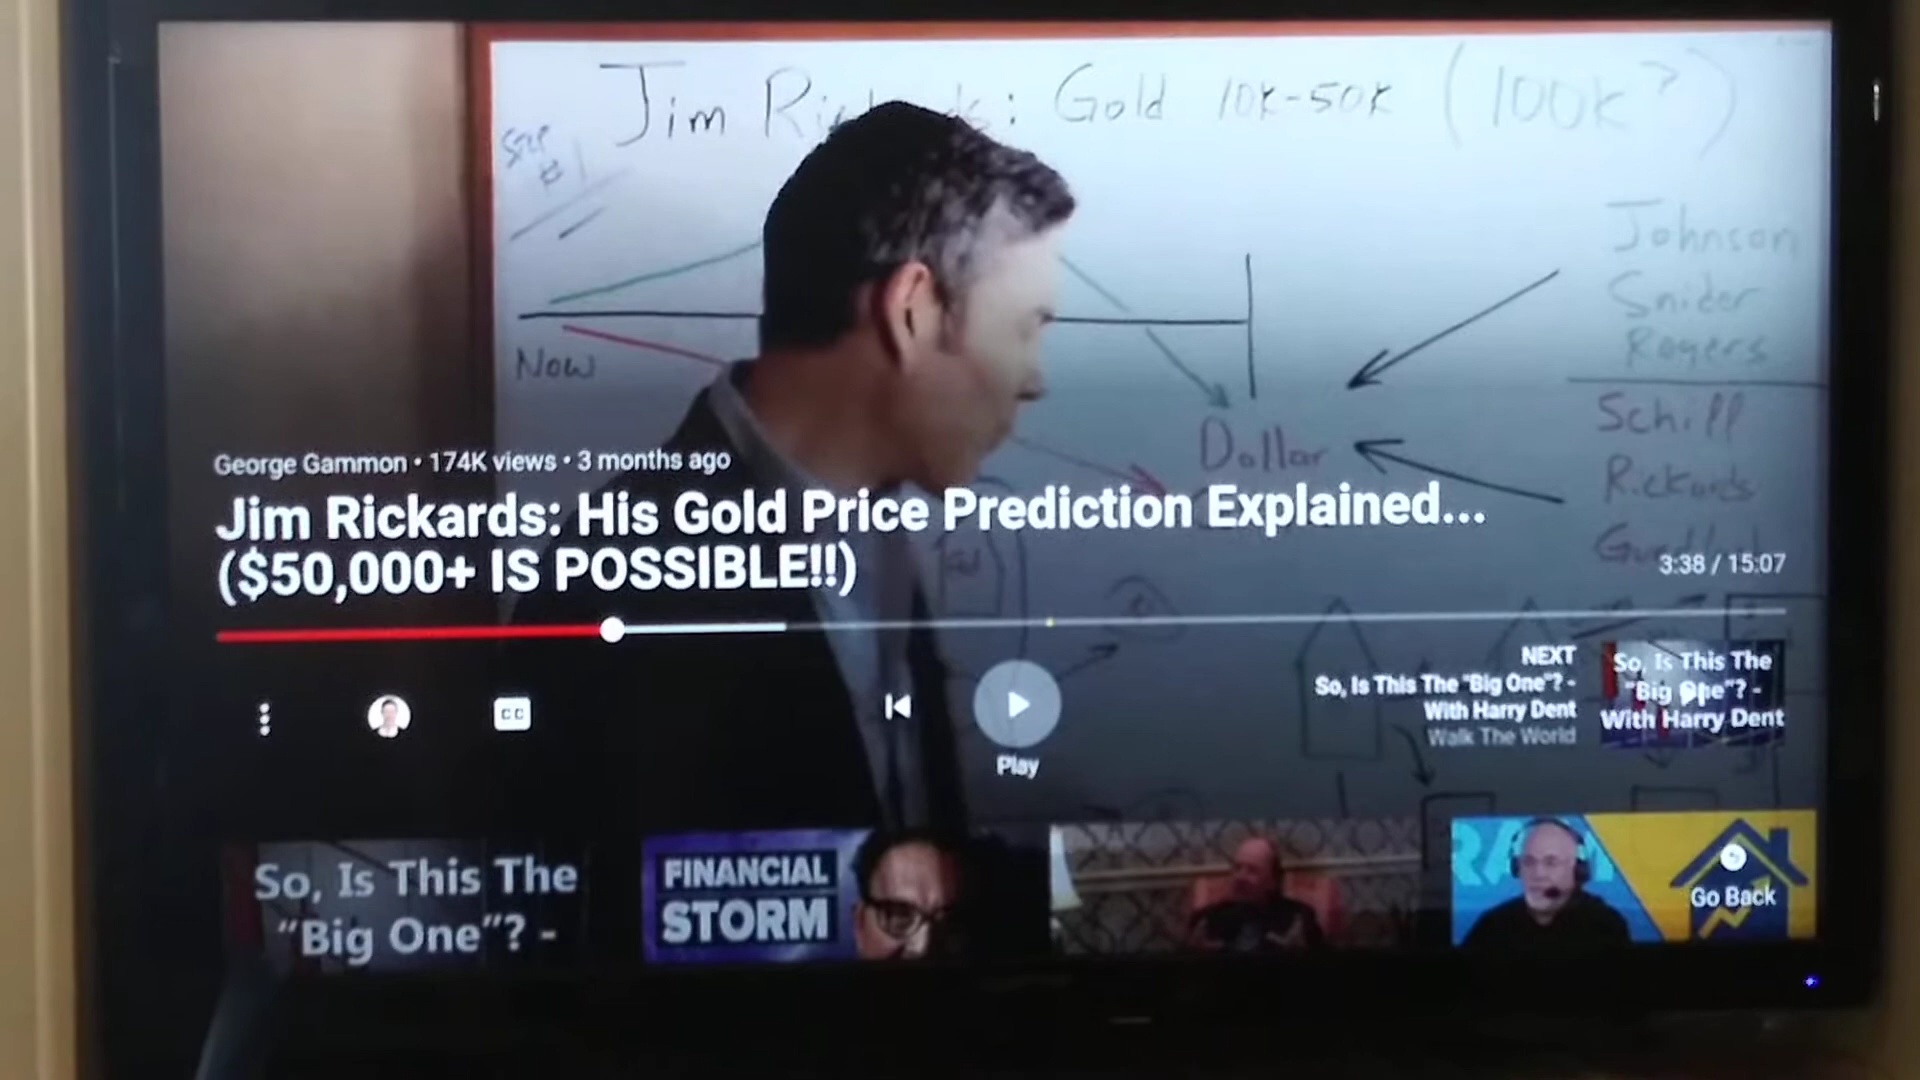 Jim Rickards: Gold 10K-50K (100K?)
#1
Johnson
Snider
Rogers
Now
Schiff
Dollar
Rickards
George Gammon • 174K views • 3 months ago
Jim Rickards: His Gold Price Prediction Explained...
($50,000+ IS POSSIBLE!!)
3:38 / 15:07
NEXT
So, Is This The "Big One"? -
With Harry Dent
Walk The World
So, Is This The
"Big One"? -
With Harry Dent
CC
Play
So, Is This The
"Big One"? -
FINANCIAL
STORM
Go Back